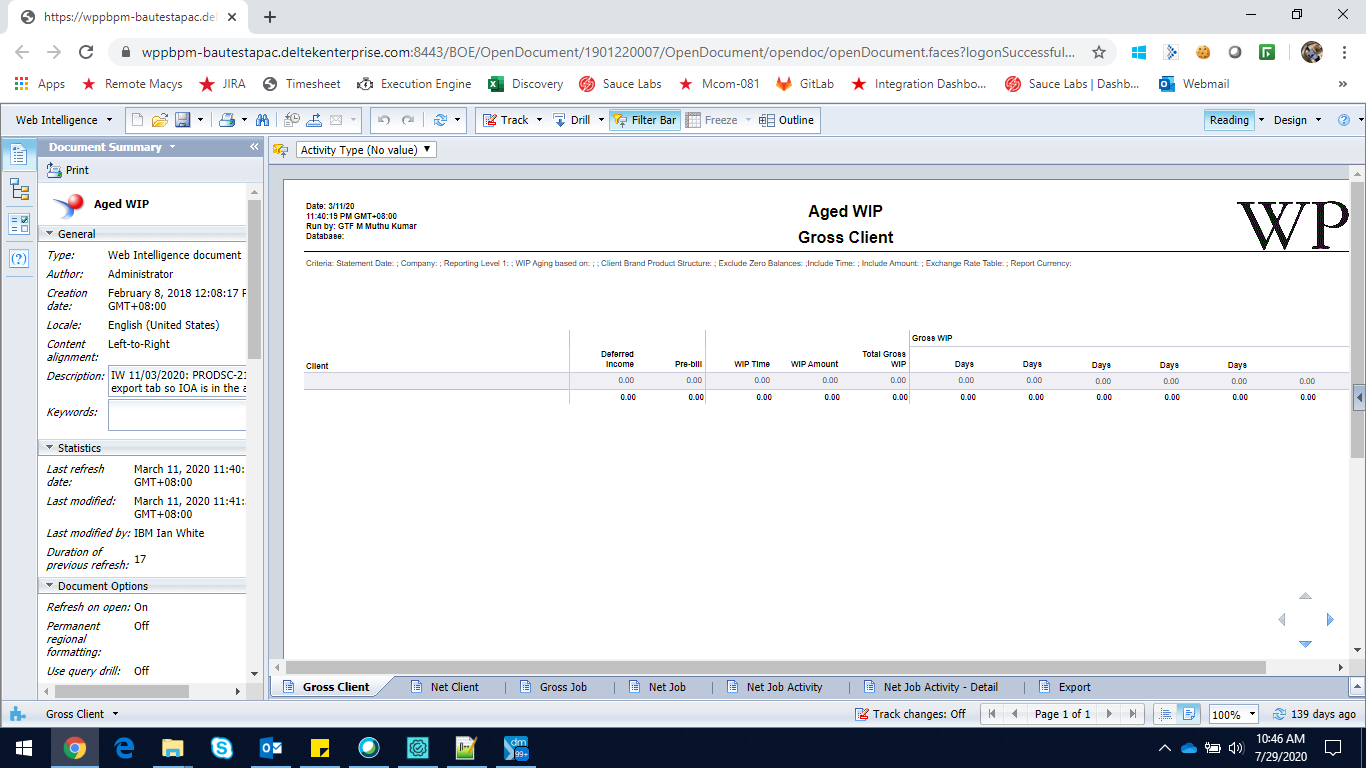 https://wppbpm-bautestapac.del
wppbpm-bautestapac.deltekenterprise.com:8443/BOE/OpenDocument/1901220007/OpenDocument/opendoc/openDocument.faces?logonSuccessful...
Apps Remote Macys JIRA Timesheet Execution Engine Discovery Sauce Labs Mcom-081 GitLab Integration Dashbo... Sauce Labs | Dashb... Webmail »
Web Intelligence Track Drill Filter Bar Freeze Outline Reading Design
Document Summary
Activity Type (No value)
Print
Aged WIP
General
Type: Web Intelligence document
Author: Administrator
Creation date: February 8, 2018 12:08:17 P
GMT+08:00
Locale: English (United States)
Content alignment: Left-to-Right
Description: IW 11/03/2020: PRODSC-21
export tab so IOA is in the a
Keywords:
Statistics
Last refresh date: March 11, 2020 11:40:
GMT+08:00
Last modified: March 11, 2020 11:41:
GMT+08:00
Last modified by: IBM Ian White
Duration of previous refresh: 17
Document Options
Refresh on open: On
Permanent regional formatting: Off
Use query drill: Off
Date: 3/11/20
11:40:19 PM GMT+08:00
Run by: GTF M Muthu Kumar
Database:
Aged WIP
Gross Client
WP
Criteria: Statement Date: ; Company: ; Reporting Level 1: ; WIP Aging based on: ; ; Client Brand Product Structure: ; Exclude Zero Balances: ;Include Time: ; Include Amount: ; Exchange Rate Table: ; Report Currency:
Gross WIP
Client Deferred Income Pre-bill WIP Time WIP Amount Total Gross WIP Days Days Days Days Days
0.00 0.00 0.00 0.00 0.00 0.00 0.00 0.00 0.00 0.00 0.00
0.00 0.00 0.00 0.00 0.00 0.00 0.00 0.00 0.00 0.00 0.00
Gross Client Net Client Gross Job Net Job Net Job Activity Net Job Activity - Detail Export
Gross Client Track changes: Off Page 1 of 1 100% 139 days ago
dm
99+
10:46 AM
7/29/2020